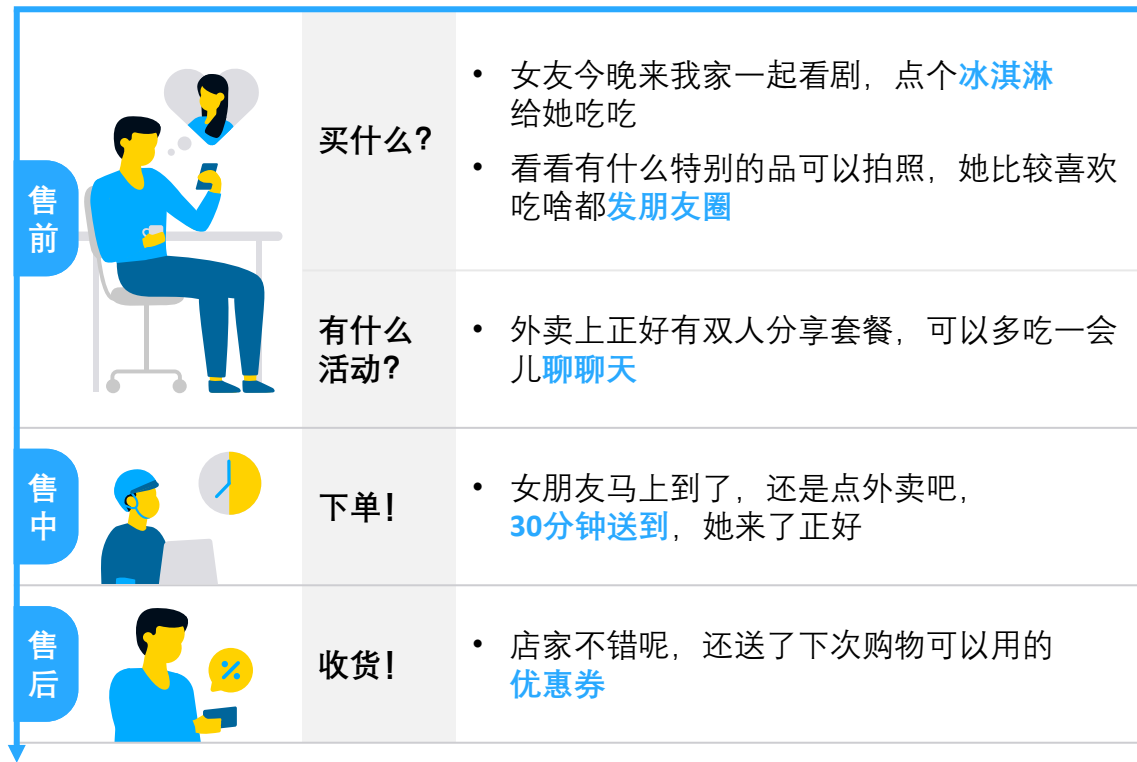 售
前
买什么?
• 女友今晚来我家一起看剧，点个冰淇淋
给她吃吃
• 看看有什么特别的品可以拍照，她比较喜欢
吃啥都发朋友圈
有什么
活动?
• 外卖上正好有双人分享套餐，可以多吃一会
儿聊聊天
售
中
下单!
• 女朋友马上到了，还是点外卖吧，
30分钟送到，她来了正好
售
后
%
收货!
• 店家不错呢，还送了下次购物可以用的
优惠券